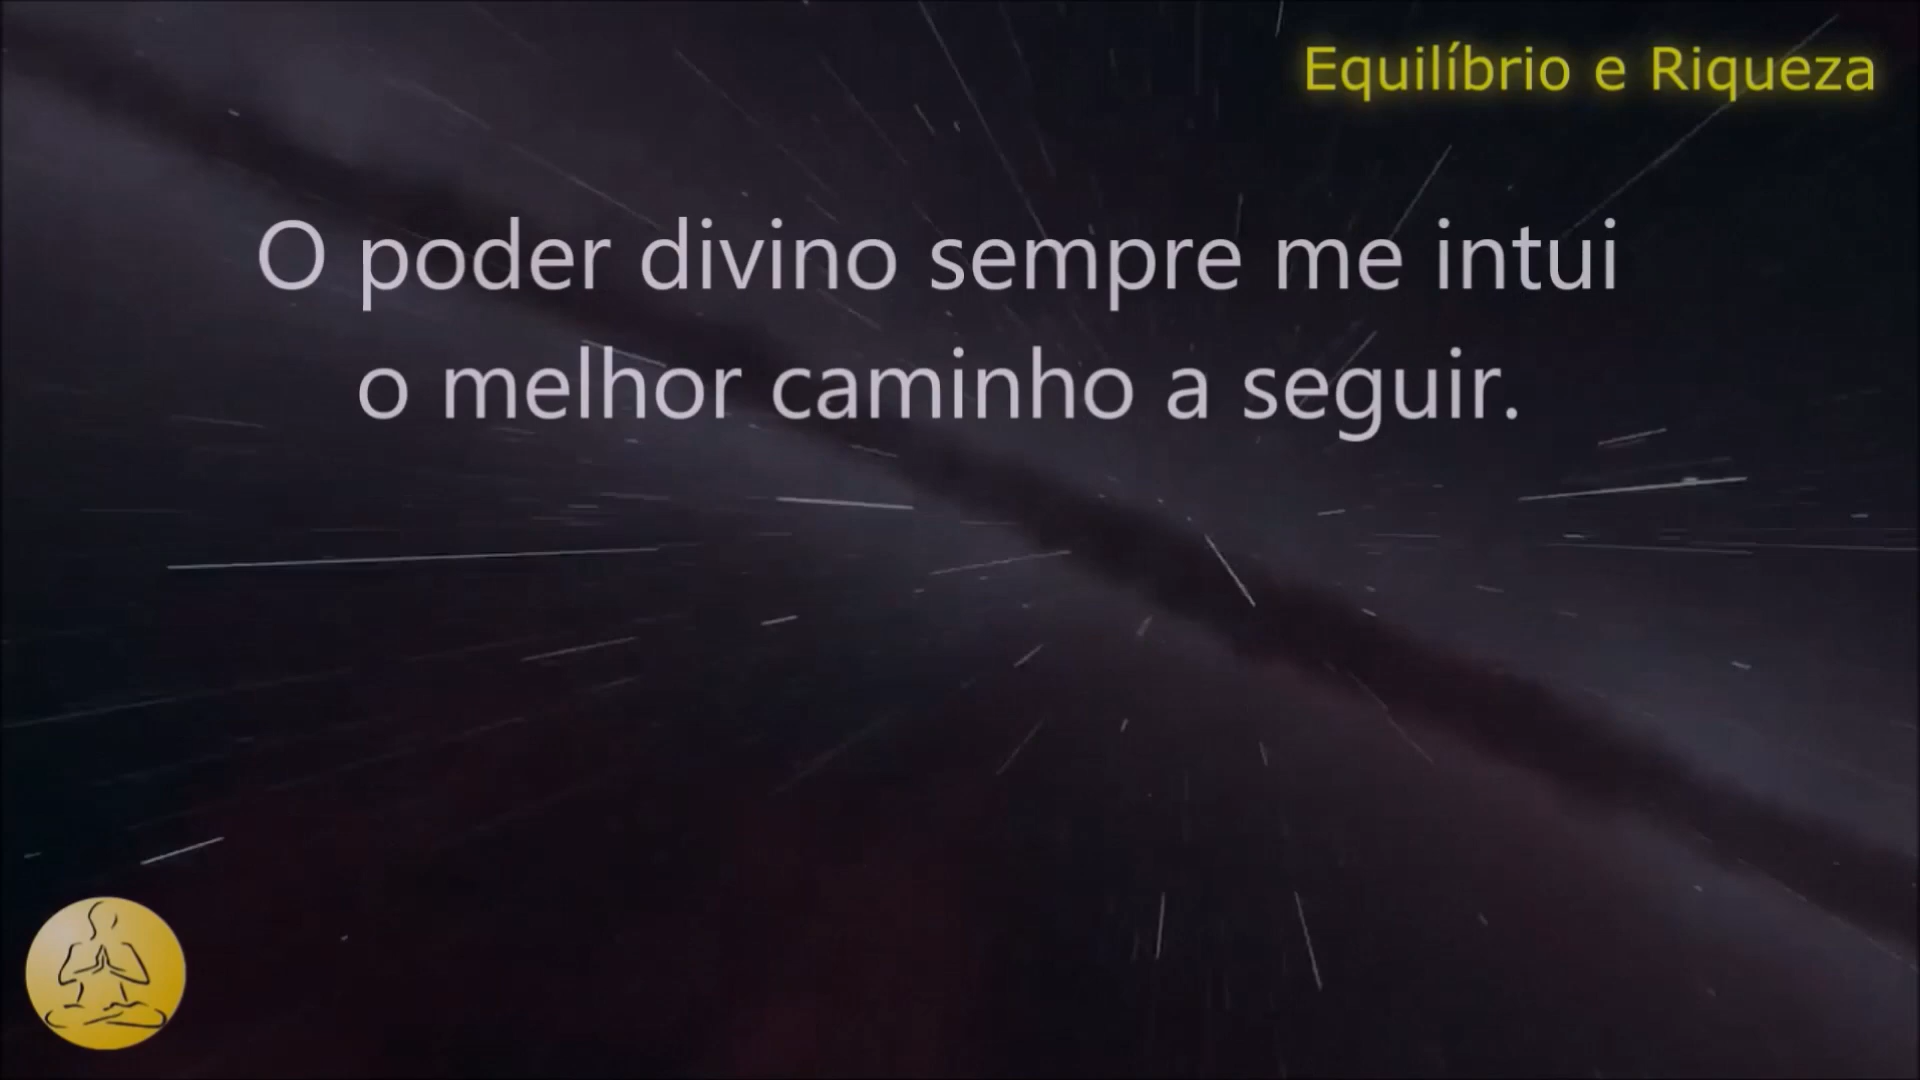 Equilíbrio e Riqueza
O poder divino sempre me intui
o melhor caminho a seguir.